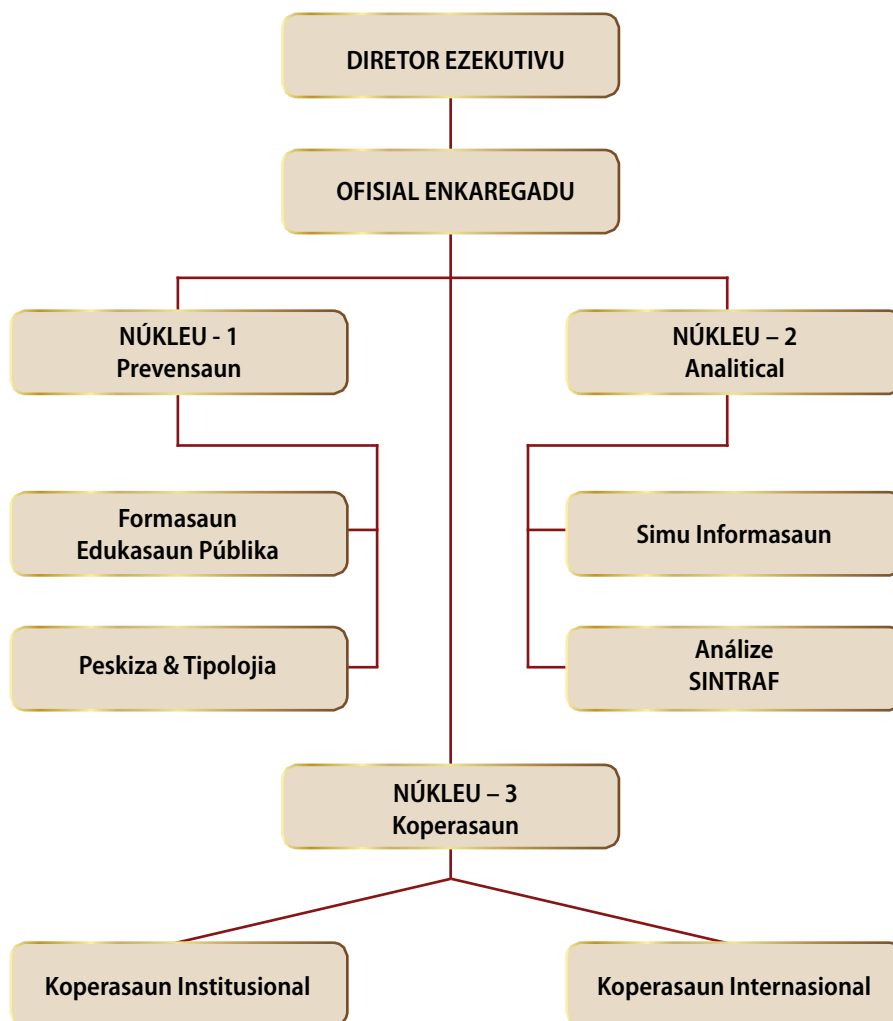 DIRETOR EZEKUTIVU
OFISIAL ENKAREGADU
NÚKLEU - 1
Prevensaun
NÚKLEU – 2
Analitical
Formasaun
Edukasaun Públika
Simu Informasaun
Peskiza & Tipolojia
Análize
SINTRAF
NÚKLEU – 3
Koperasaun
Koperasaun Institusional
Koperasaun Internasional